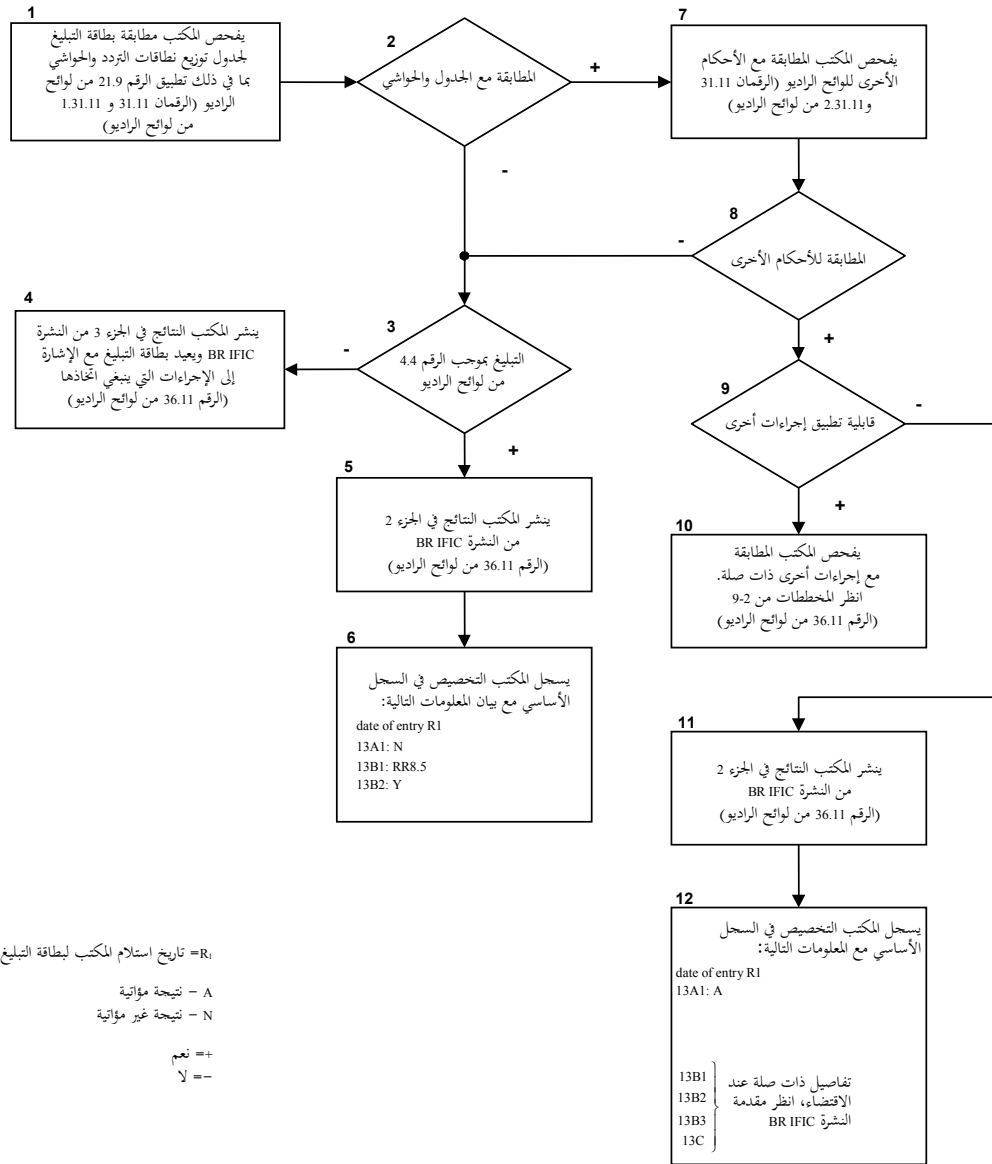 1
يفحص المكتب مطابقة بطاقة التبليغ
لجدول توزيع نطاقات التردد والحواشي
بما في ذلك تطبيق الرقم 21.9 من لوائح
الراديو (الرقمان 31.11 و 1.31.11
من لوائح الراديو)
2
المطابقة مع الجدول والحواشي
+
-
7
يفحص المكتب المطابقة مع الأحكام
الأخرى للوائح الراديو (الرقمان 31.11
و2.31.11 من لوائح الراديو)
8
المطابقة للأحكام الأخرى
-
+
4
ينشر المكتب النتائج في الجزء 3 من النشرة
BR IFIC ويعيد بطاقة التبليغ مع الإشارة
إلى الإجراءات التي ينبغي اتخاذها
(الرقم 36.11 من لوائح الراديو)
3
التبليغ بموجب الرقم 4.4
من لوائح الراديو
-
+
9
قابلية تطبيق إجراءات أخرى
-
+
5
ينشر المكتب النتائج في الجزء 2
من النشرة BR IFIC
(الرقم 36.11 من لوائح الراديو)
10
يفحص المكتب المطابقة
مع إجراءات أخرى ذات صلة.
انظر المخططات من 2-9
(الرقم 36.11 من لوائح الراديو)
6
يسجل المكتب التخصيص في السجل
الأساسي مع بيان المعلومات التالية:
date of entry R1
13A1: N
13B1: RR8.5
13B2: Y
11
ينشر المكتب النتائج في الجزء 2
من النشرة BR IFIC
(الرقم 36.11 من لوائح الراديو)
12
يسجل المكتب التخصيص في السجل
الأساسي مع المعلومات التالية:
date of entry R1
13A1: A
13B1
13B2
13B3
13C
تفاصيل ذات صلة عند
الاقتضاء، انظر مقدمة
النشرة BR IFIC
R1= تاريخ استلام المكتب لبطاقة التبليغ
A – نتيجة مؤاتية
N – نتيجة غير مؤاتية
+= نعم
–= لا